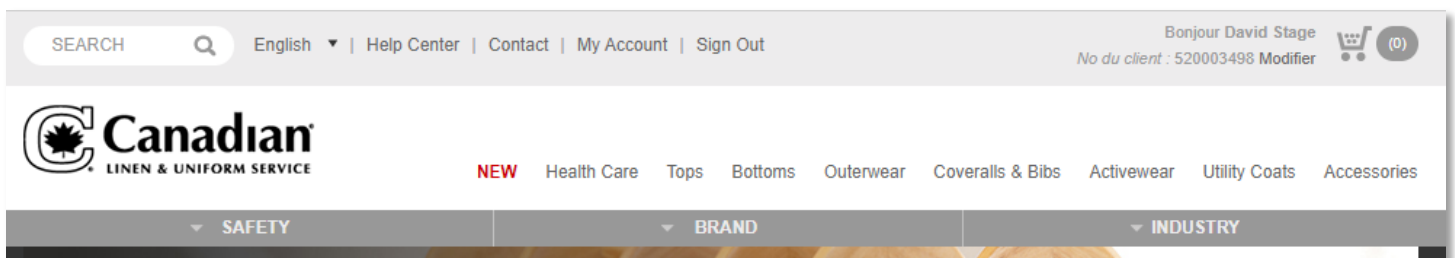 SEARCH English ▼ | Help Center | Contact | My Account | Sign Out
Bonjour David Stage
No du client : 520003498 Modifier
(0)
C Canadian
LINEN & UNIFORM SERVICE
NEW Health Care Tops Bottoms Outerwear Coveralls & Bibs Activewear Utility Coats Accessories
SAFETY BRAND INDUSTRY